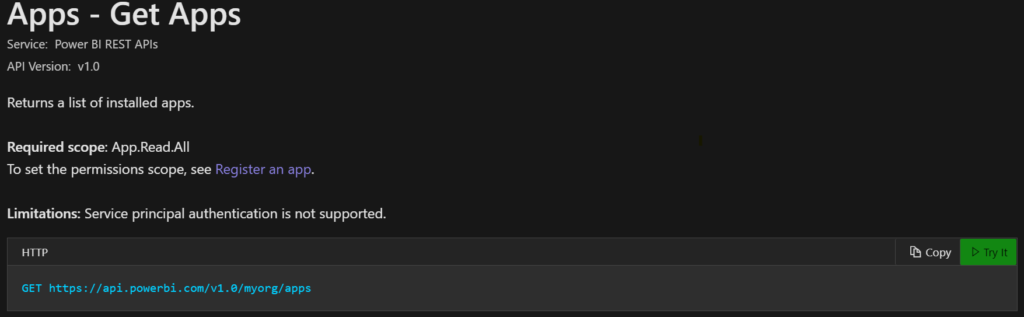 Apps - Get Apps
Service: Power BI REST APIs
API Version: v1.0
Returns a list of installed apps.
Required scope: App.Read.All
To set the permissions scope, see Register an app.
Limitations: Service principal authentication is not supported.
HTTP
Copy
Try It
GET https://api.powerbi.com/v1.0/myorg/apps